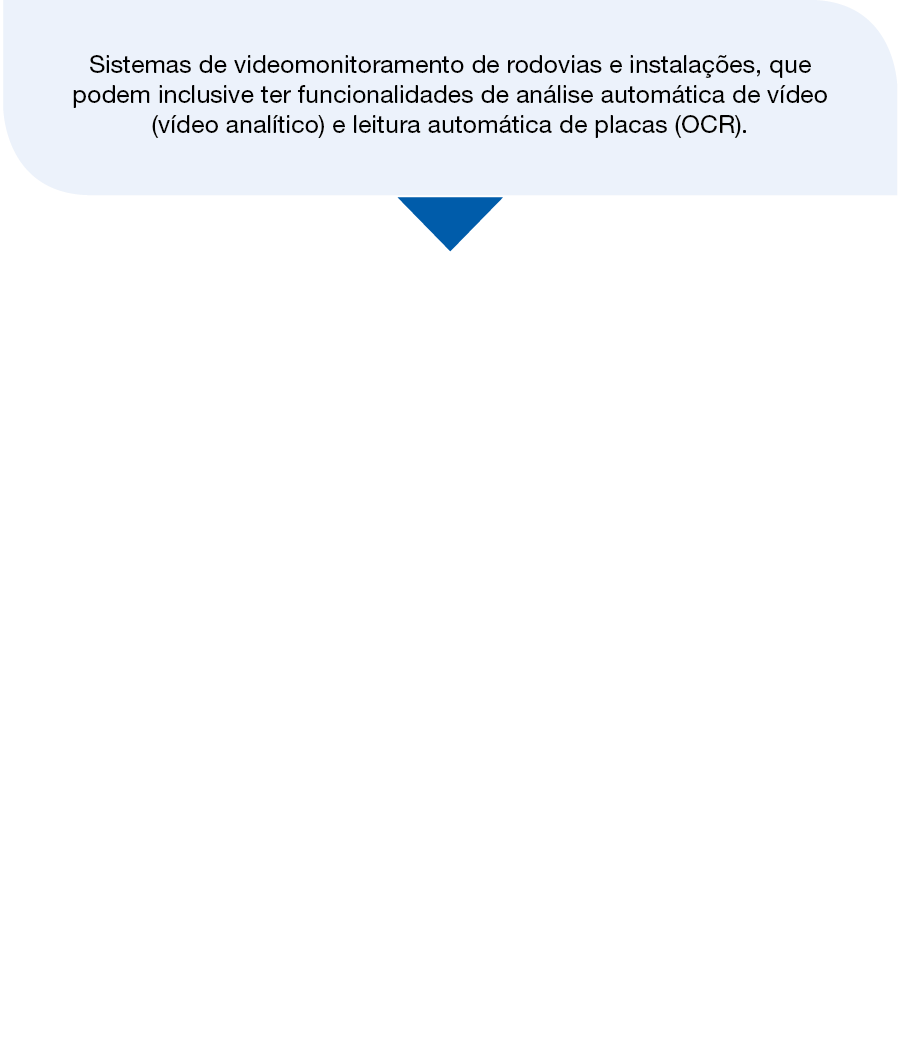 Sistemas de videomonitoramento de rodovias e instalações, que
podem inclusive ter funcionalidades de análise automática de vídeo
(vídeo analítico) e leitura automática de placas (OCR).